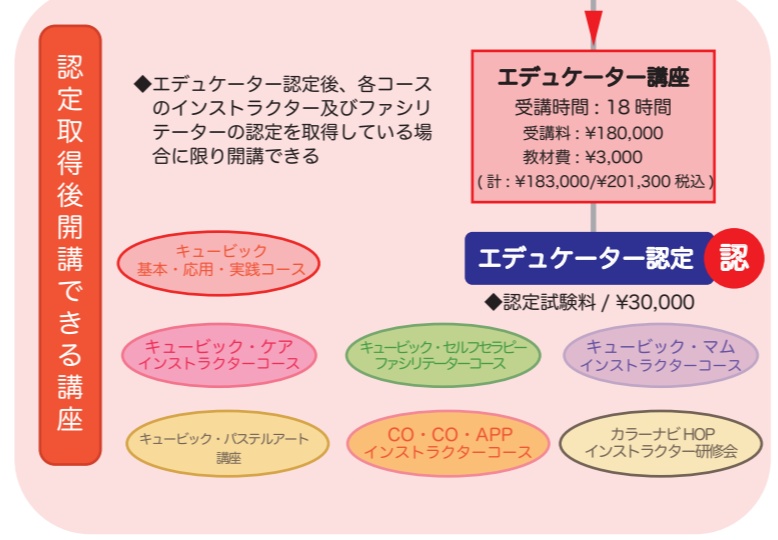 認定取得後開講できる講座
◆エデュケーター認定後、各コース
のインストラクター及びファシリ
テーターの認定を取得している場
合に限り開講できる
エデュケーター講座
受講時間：18 時間
受講料：¥180,000
教材費：¥3,000
( 計：¥183,000/¥201,300 税込 )
エデュケーター認定
認
◆認定試験料 / ¥30,000
キュービック
基本・応用・実践コース
キュービック・ケア
インストラクターコース
キュービック・セルフセラピー
ファシリテーターコース
キュービック・マム
インストラクターコース
キュービック・パステルアート
講座
CO・CO・APP
インストラクターコース
カラーナビ HOP
インストラクター研修会